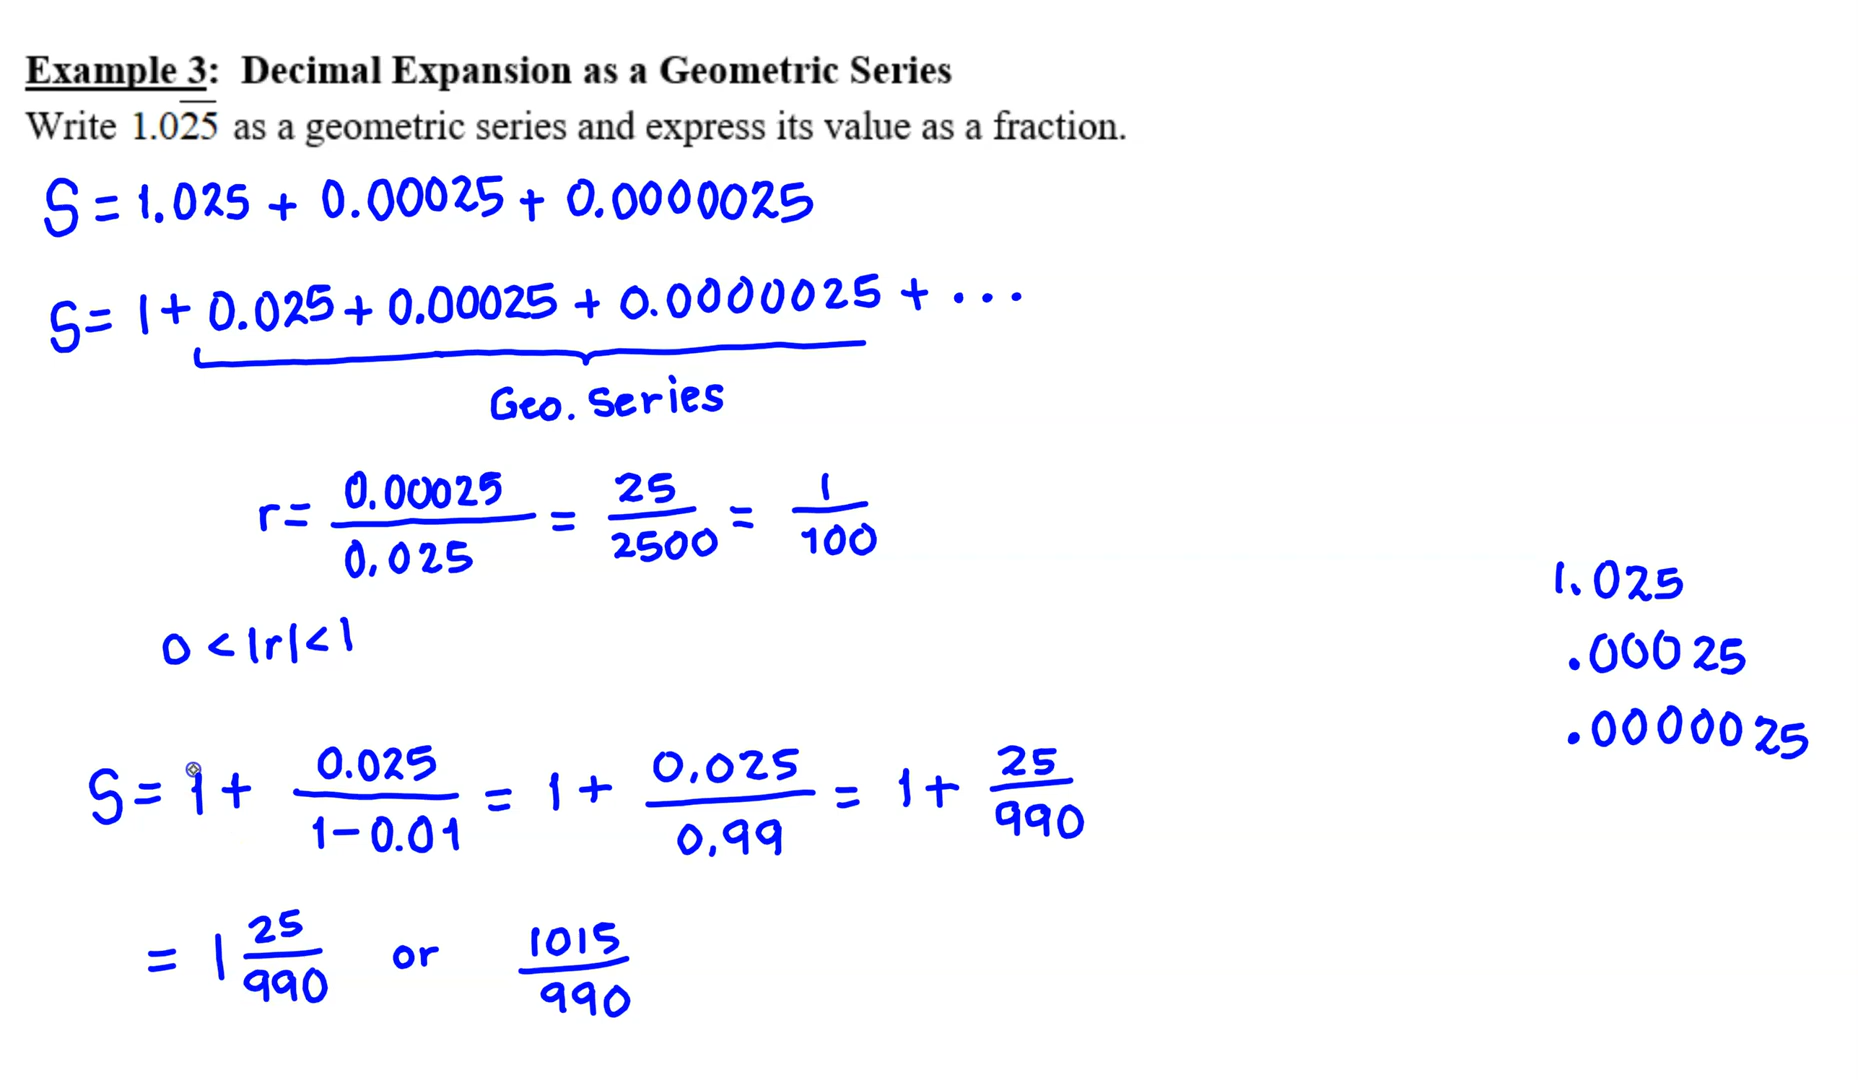 Example 3: Decimal Expansion as a Geometric Series
Write 1.0\overline{25} as a geometric series and express its value as a fraction.
S = 1.025 + 0.00025 + 0.0000025
S = 1 + 0.025 + 0.00025 + 0.0000025 + ...
Geo. Series
r = 0.00025/0.025 = 25/2500 = 1/100
1.025
0 < |r| < 1
.00025
.0000025
S = 1 + 0.025/(1 - 0.01) = 1 + 0.025/0.99 = 1 + 25/990
= 1 25/990 or 1015/990